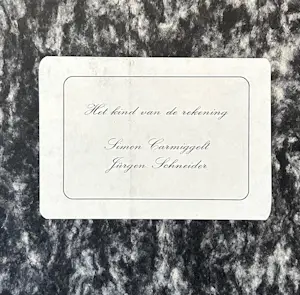 Het kind van de rekening
Simon Carmiggelt
Jürgen Schneider